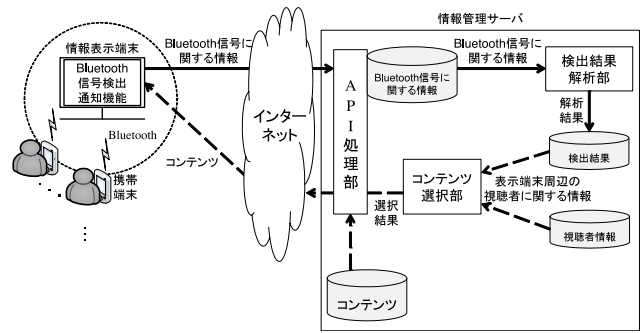 情報管理サーバ
情報表示端末
Bluetooth
信号検出
通知機能
Bluetooth信号に
関する情報
Bluetooth
携帯
端末
コンテンツ
インター
ネット
API処理部
Bluetooth信号に
関する情報
Bluetooth信号に
関する情報
検出結果
解析部
解析
結果
検出結果
コンテンツ
選択部
選択
結果
表示端末周辺の
視聴者に関する情報
視聴者情報
コンテンツ